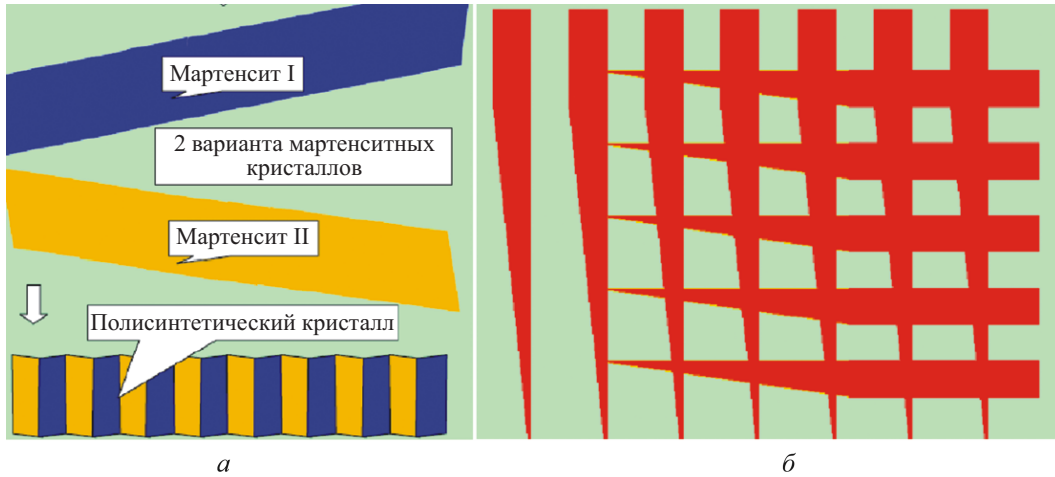 Мартенсит I
2 варианта мартенситных
кристаллов
Мартенсит II
Полисинтетический кристалл
а
б